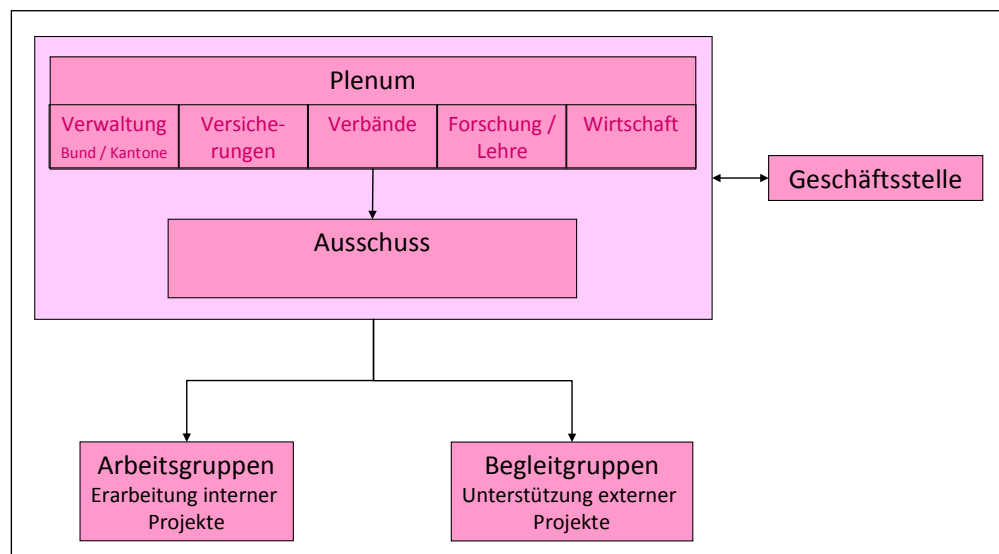 Plenum
Verwaltung
Bund / Kantone
Versiche-
rungen
Verbände
Forschung /
Lehre
Wirtschaft
Geschäftsstelle
Ausschuss
Arbeitsgruppen
Erarbeitung interner
Projekte
Begleitgruppen
Unterstützung externer
Projekte